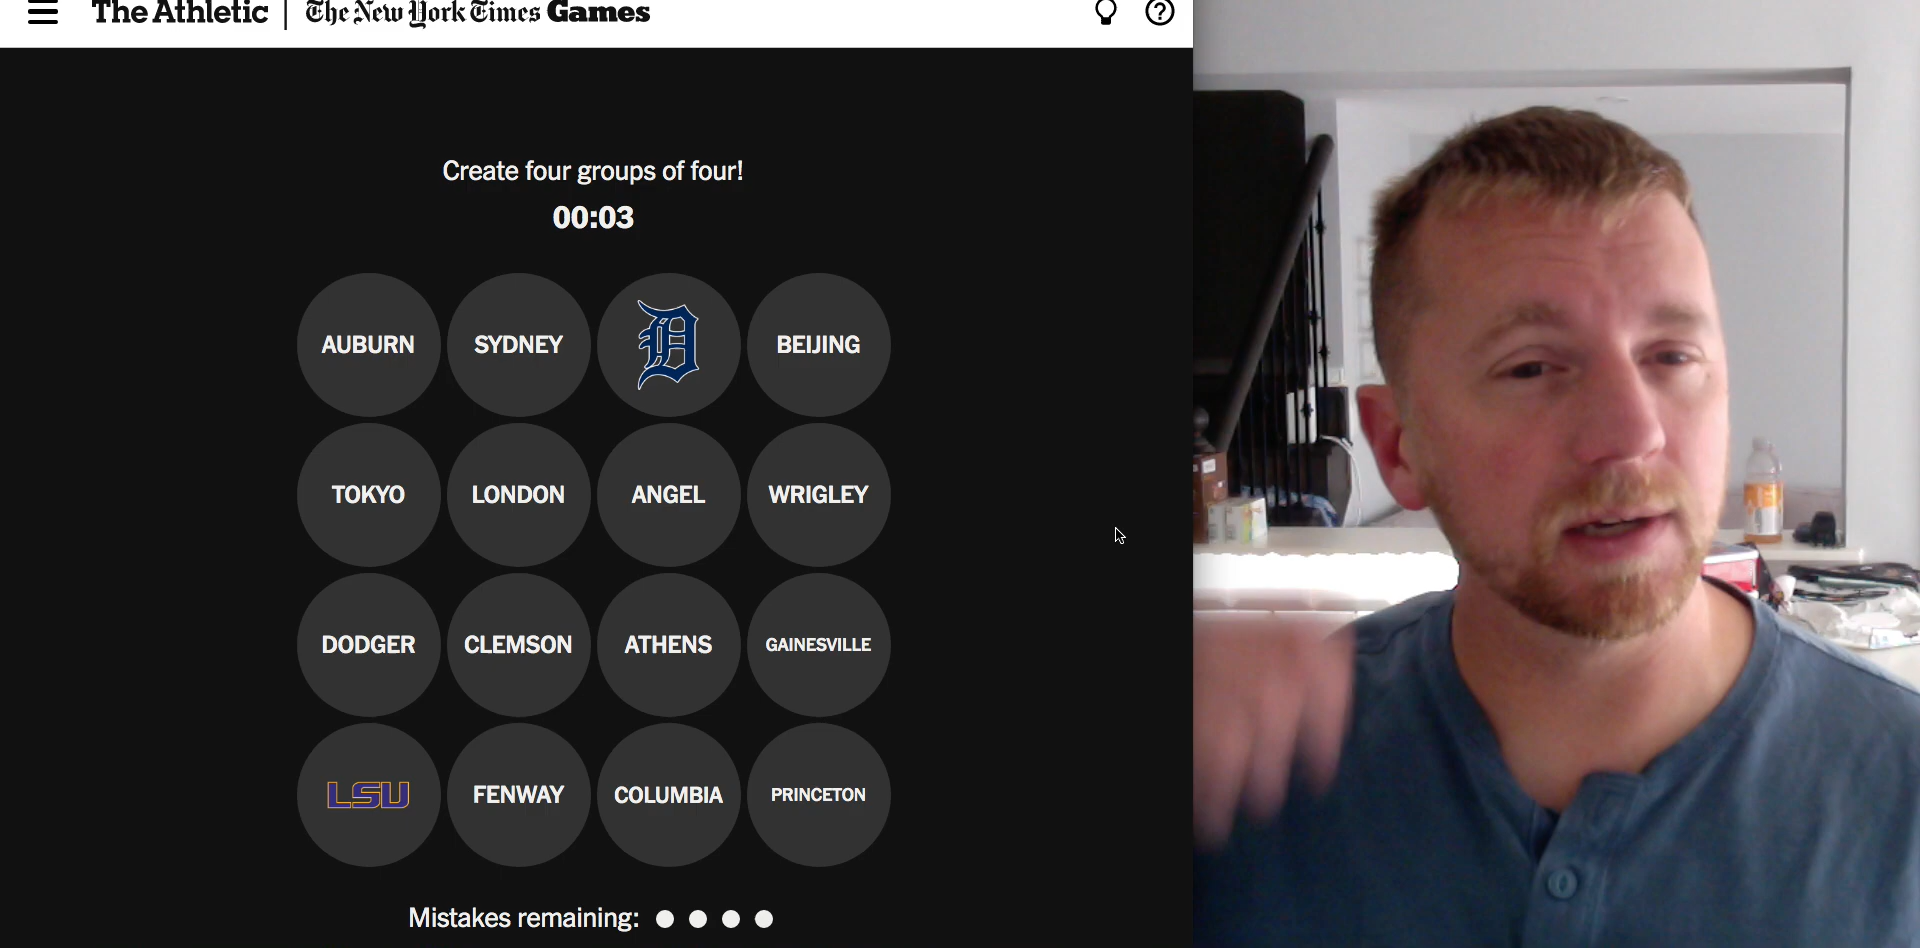 The Athletic | The New York Times Games
Create four groups of four!
00:03
AUBURN SYDNEY D BEIJING
TOKYO LONDON ANGEL WRIGLEY
DODGER CLEMSON ATHENS GAINESVILLE
LSU FENWAY COLUMBIA PRINCETON
Mistakes remaining: